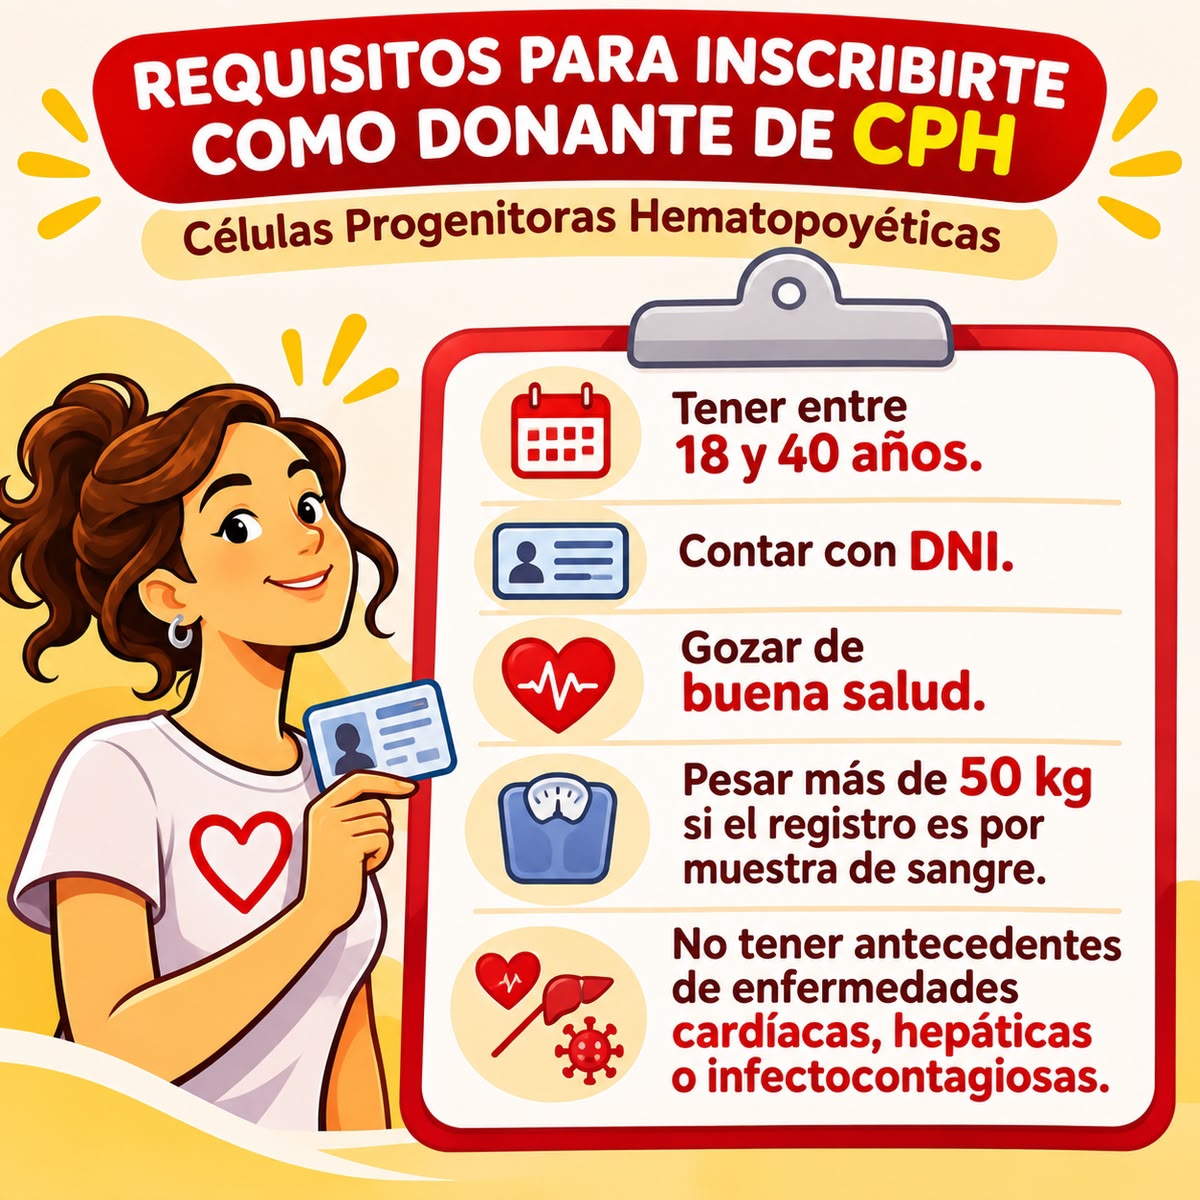 REQUISITOS PARA INSCRIBIRTE
COMO DONANTE DE CPH
Células Progenitoras Hematopoyéticas
Tener entre
18 y 40 años.
Contar con DNI.
Gozar de
buena salud.
Pesar más de 50 kg
si el registro es por
muestra de sangre.
No tener antecedentes
de enfermedades
cardíacas, hepáticas
o infectocontagiosas.